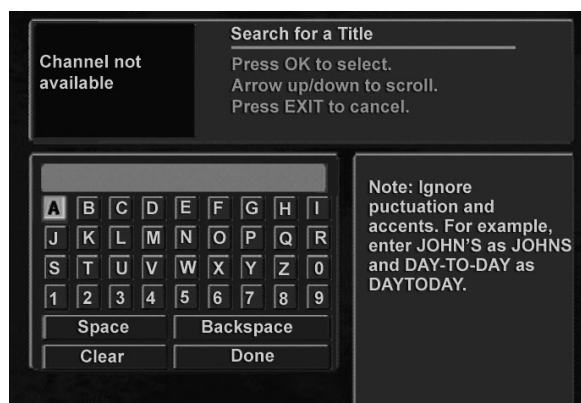 Channel not
available
Search for a Title
Press OK to select.
Arrow up/down to scroll.
Press EXIT to cancel.
A B C D E F G H I
J K L M N O P Q R
S T U V W X Y Z 0
1 2 3 4 5 6 7 8 9
Space Backspace
Clear Done
Note: Ignore
puctuation and
accents. For example,
enter JOHN'S as JOHNS
and DAY-TO-DAY as
DAYTODAY.